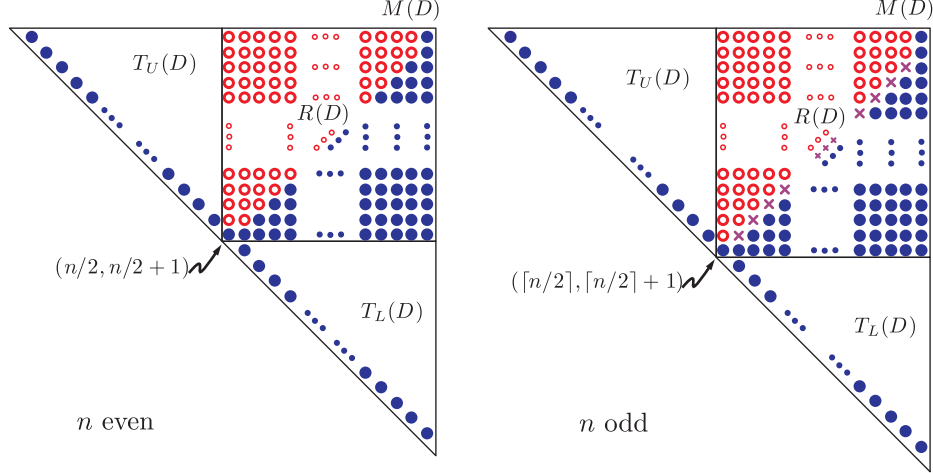 M(D)
T_U(D)
R(D)
(n/2, n/2 + 1)
T_L(D)
n even
M(D)
T_U(D)
R(D)
(⌈n/2⌉, ⌈n/2⌉ + 1)
T_L(D)
n odd